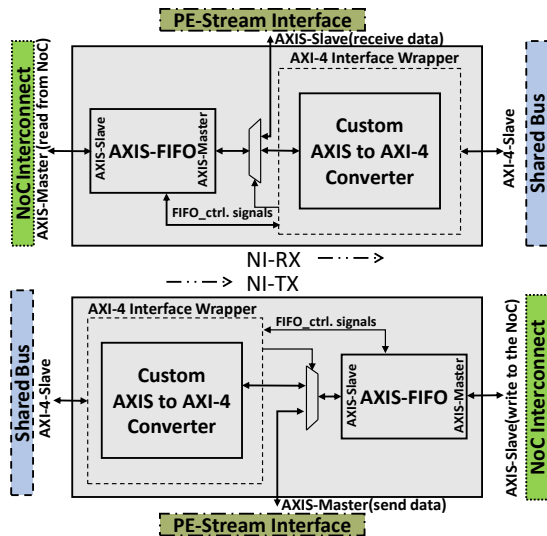 PE-Stream Interface
AXIS-Slave(receive data)
AXI-4 Interface Wrapper
NoC Interconnect
AXIS-Master (read from NoC)
AXIS-Slave
AXIS-FIFO
AXIS-Master
Custom
AXIS to AXI-4
Converter
AXI-4-Slave
Shared Bus
FIFO_ctrl. signals
NI-RX
NI-TX
AXI-4 Interface Wrapper
FIFO_ctrl. signals
Shared Bus
AXI-4-Slave
Custom
AXIS to AXI-4
Converter
AXIS-Slave
AXIS-FIFO
AXIS-Master
AXIS-Slave(write to the NoC)
NoC Interconnect
AXIS-Master(send data)
PE-Stream Interface